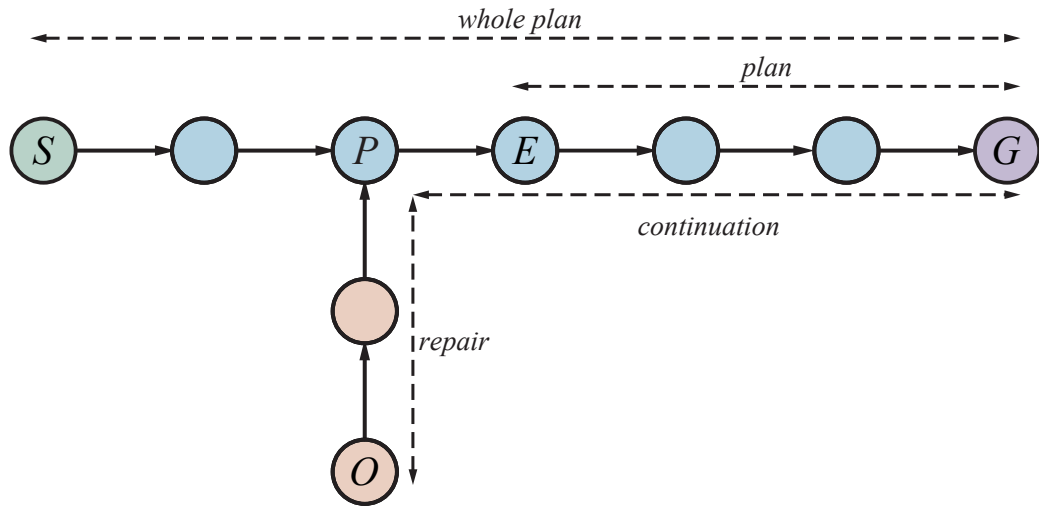 whole plan
plan
S P E G
continuation
repair
O